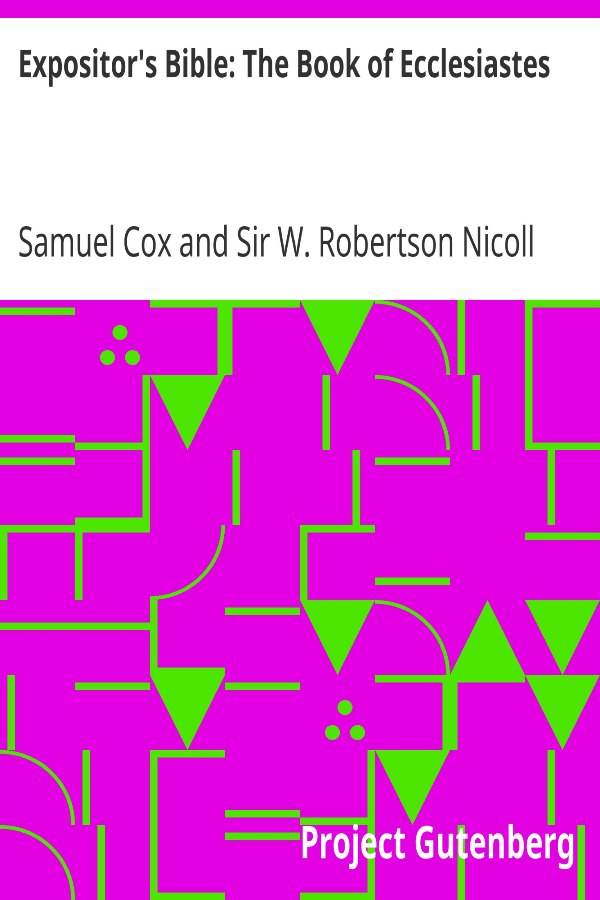 Expositor's Bible: The Book of Ecclesiastes
Samuel Cox and Sir W. Robertson Nicoll
Project Gutenberg